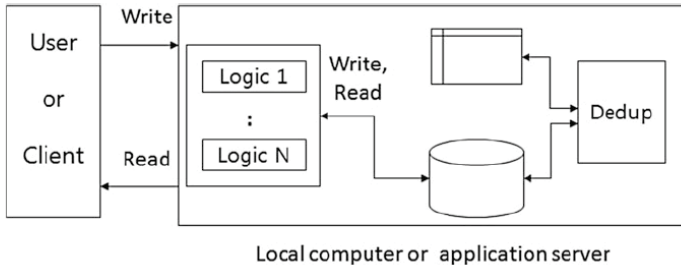 Write
User
or
Client
Read
Logic 1
:
Logic N
Write,
Read
Dedup
Local computer or application server